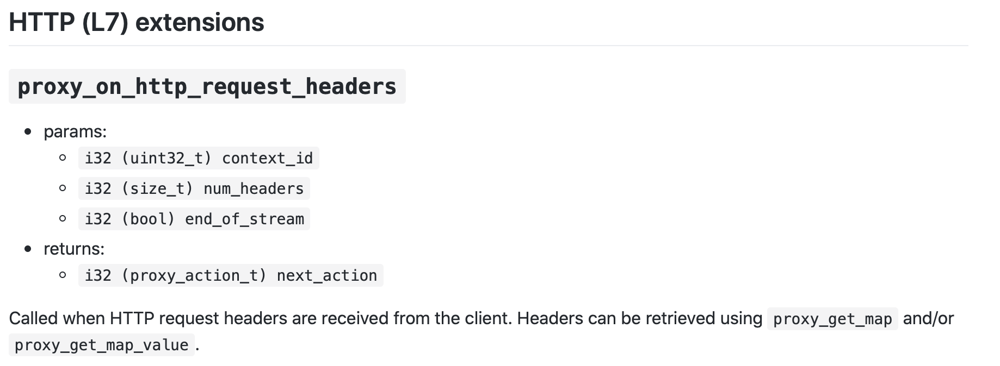 HTTP (L7) extensions
proxy_on_http_request_headers
params:
i32 (uint32_t) context_id
i32 (size_t) num_headers
i32 (bool) end_of_stream
returns:
i32 (proxy_action_t) next_action
Called when HTTP request headers are received from the client. Headers can be retrieved using proxy_get_map and/or
proxy_get_map_value.